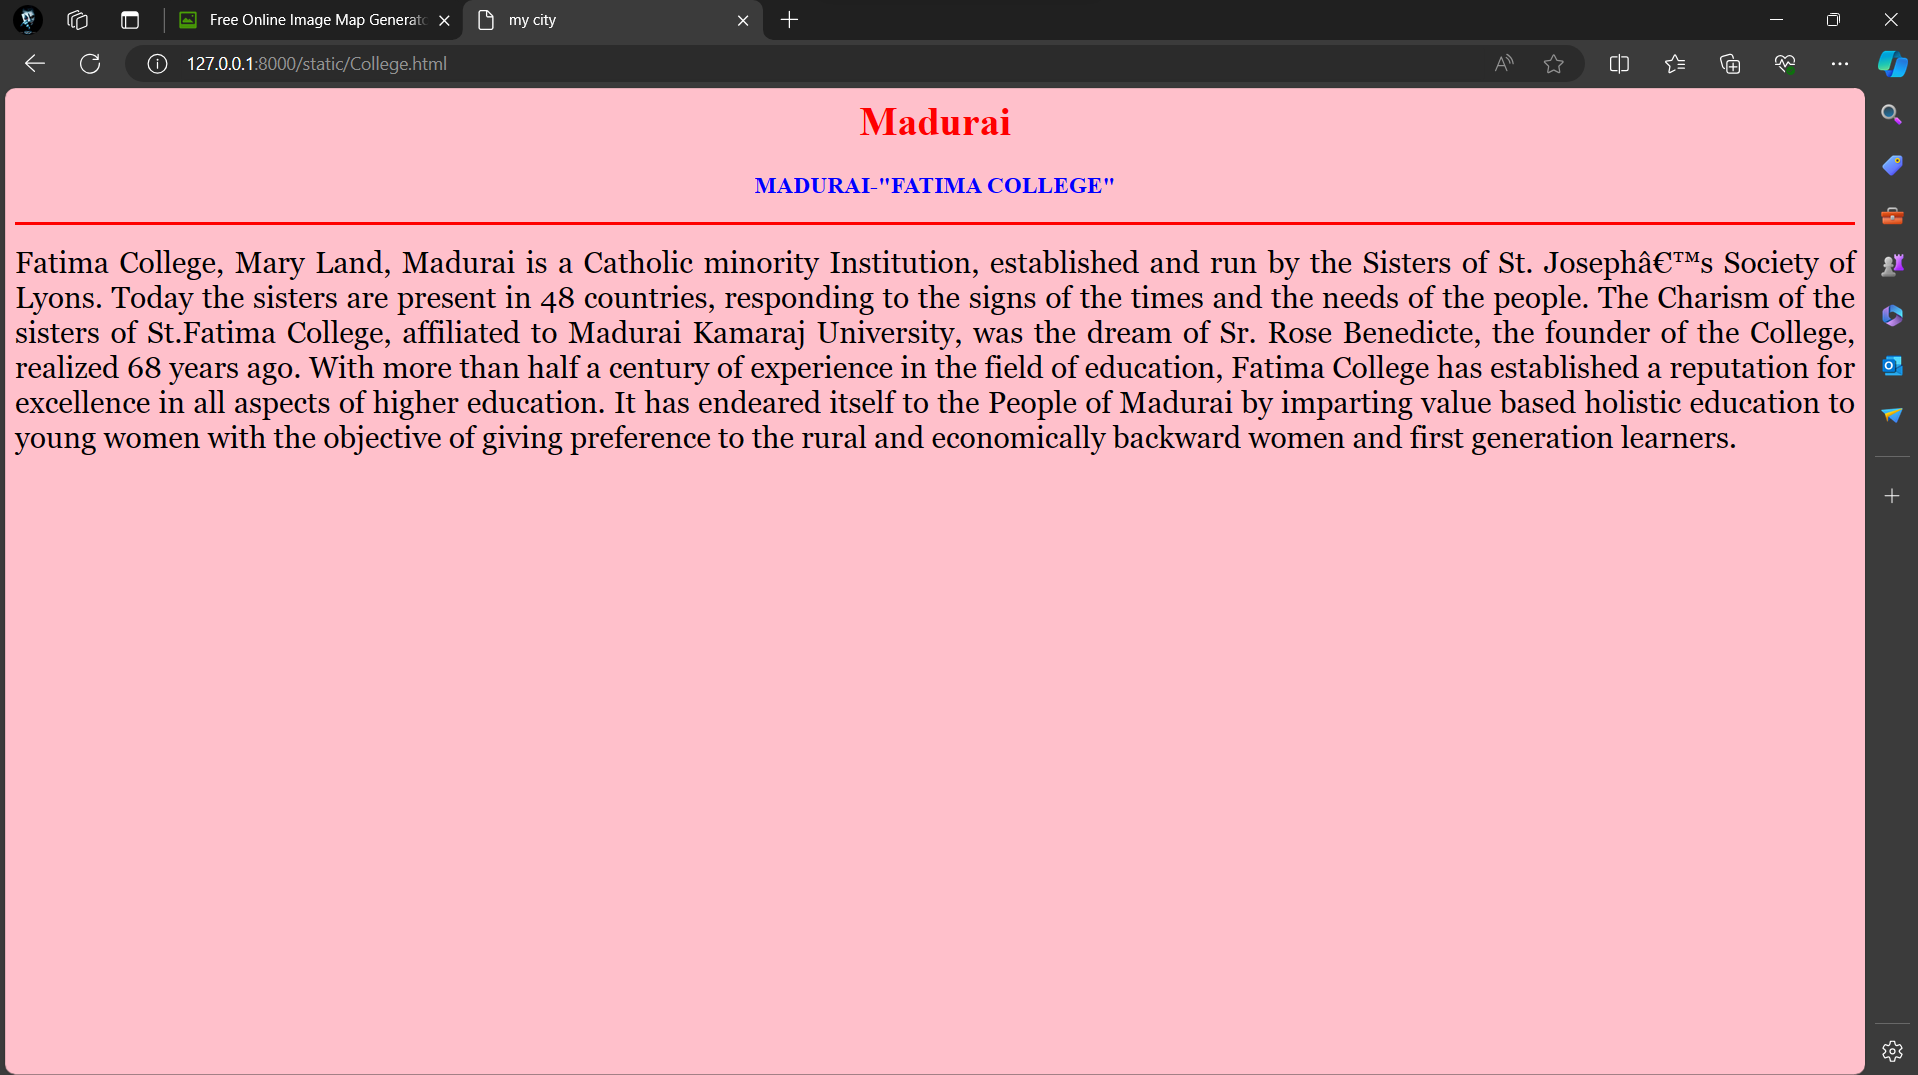 Free Online Image Map Generato
my city
127.0.0.1:8000/static/College.html
Madurai
MADURAI-"FATIMA COLLEGE"
Fatima College, Mary Land, Madurai is a Catholic minority Institution, established and run by the Sisters of St. Josephâ€™s Society of
Lyons. Today the sisters are present in 48 countries, responding to the signs of the times and the needs of the people. The Charism of the
sisters of St.Fatima College, affiliated to Madurai Kamaraj University, was the dream of Sr. Rose Benedicte, the founder of the College,
realized 68 years ago. With more than half a century of experience in the field of education, Fatima College has established a reputation for
excellence in all aspects of higher education. It has endeared itself to the People of Madurai by imparting value based holistic education to
young women with the objective of giving preference to the rural and economically backward women and first generation learners.